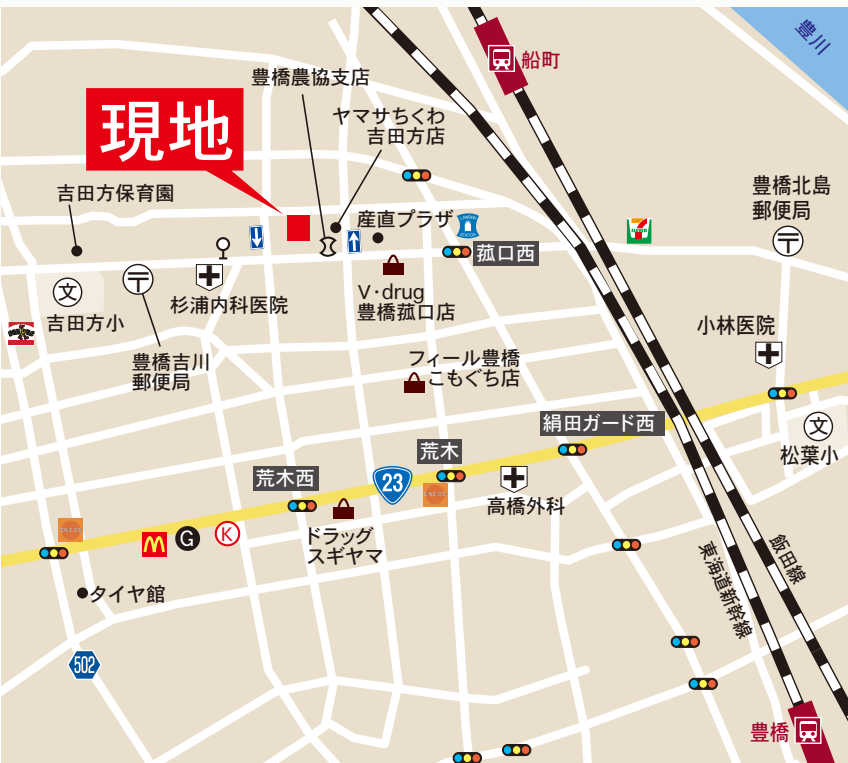 豊川
船町
豊橋農協支店
ヤマサちくわ
吉田方店
現地
吉田方保育園
産直プラザ
豊橋北島
郵便局
菰口西
杉浦内科医院
V・drug
豊橋菰口店
文
吉田方小
豊橋吉川
郵便局
小林医院
フィール豊橋
こもぐち店
絹田ガード西
文
松葉小
荒木
荒木西
23
高橋外科
ENEOS
ENEOS
ドラッグ
スギヤマ
G
K
タイヤ館
東海道新幹線
飯田線
502
豊橋